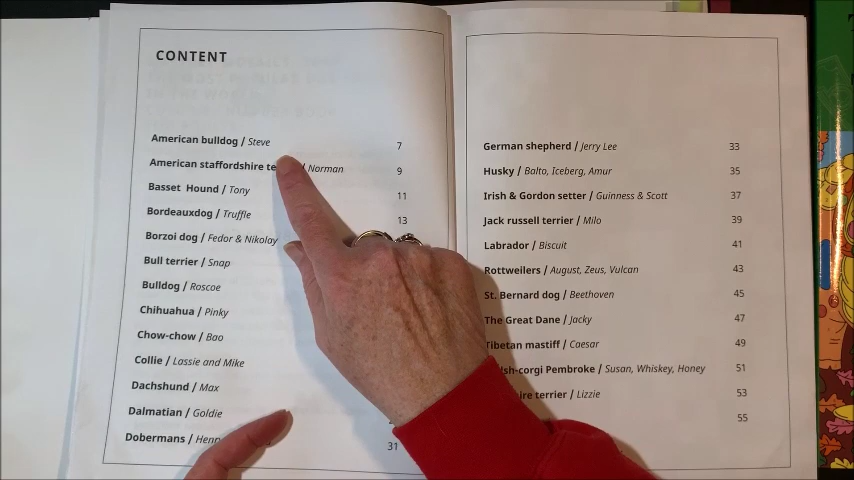 CONTENT
American bulldog / Steve 7
American staffordshire / Norman 9
Basset Hound / Tony 11
Bordeauxdog / Truffle 13
Borzoi dog / Fedor & Nikolay
Bull terrier / Snap
Bulldog / Roscoe
Chihuahua / Pinky
Chow-chow / Bao
Collie / Lassie and Mike
Dachshund / Max
Dalmatian / Goldie
Dobermans / 31
German shepherd / Jerry Lee 33
Husky / Balto, Iceberg, Amur 35
Irish & Gordon setter / Guinness & Scott 37
Jack russell terrier / Milo 39
Labrador / Biscuit 41
Rottweilers / August, Zeus, Vulcan 43
St. Bernard dog / Beethoven 45
The Great Dane / Jacky 47
Tibetan mastiff / Caesar 49
Pembroke / Susan, Whiskey, Honey 51
terrier / Lizzie 53
55